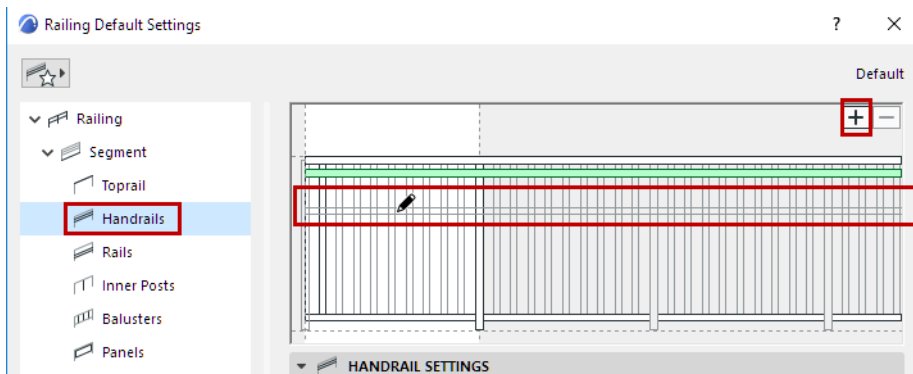 Railing Default Settings
?
Default
Railing
Segment
Toprail
Handrails
Rails
Inner Posts
Balusters
Panels
HANDRAIL SETTINGS